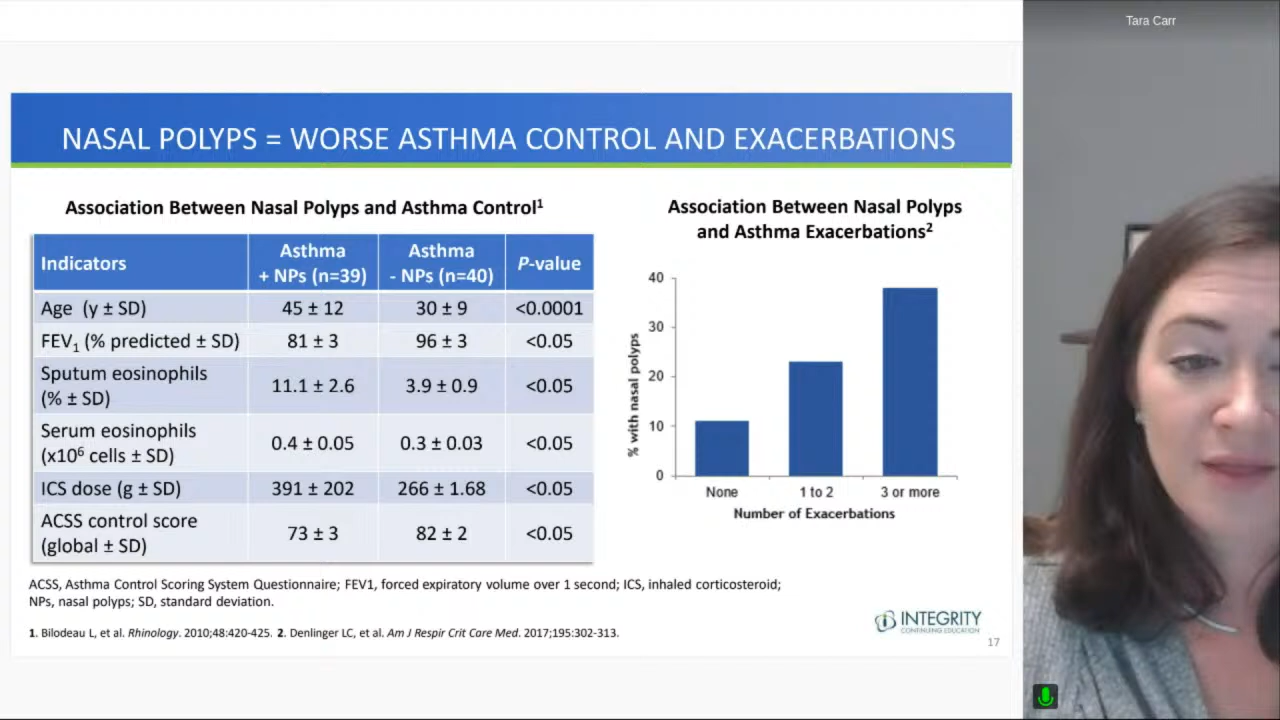 Tara Carr
NASAL POLYPS = WORSE ASTHMA CONTROL AND EXACERBATIONS
Association Between Nasal Polyps and Asthma Control1
Indicators
Asthma
+ NPs (n=39)
Asthma
- NPs (n=40)
P-value
Age (y ± SD)
45 ± 12
30 ± 9
<0.0001
FEV1 (% predicted ± SD)
81 ± 3
96 ± 3
<0.05
Sputum eosinophils
(% ± SD)
11.1 ± 2.6
3.9 ± 0.9
<0.05
Serum eosinophils
(x10⁶ cells ± SD)
0.4 ± 0.05
0.3 ± 0.03
<0.05
ICS dose (g ± SD)
391 ± 202
266 ± 1.68
<0.05
ACSS control score
(global ± SD)
73 ± 3
82 ± 2
<0.05
Association Between Nasal Polyps
and Asthma Exacerbations2
% with nasal polyps
40
30
20
10
0
None
1 to 2
3 or more
Number of Exacerbations
ACSS, Asthma Control Scoring System Questionnaire; FEV1, forced expiratory volume over 1 second; ICS, inhaled corticosteroid;
NPs, nasal polyps; SD, standard deviation.
1. Bilodeau L, et al. Rhinology. 2010;48:420-425. 2. Denlinger LC, et al. Am J Respir Crit Care Med. 2017;195:302-313.
INTEGRITY
CONTINUING EDUCATION
17